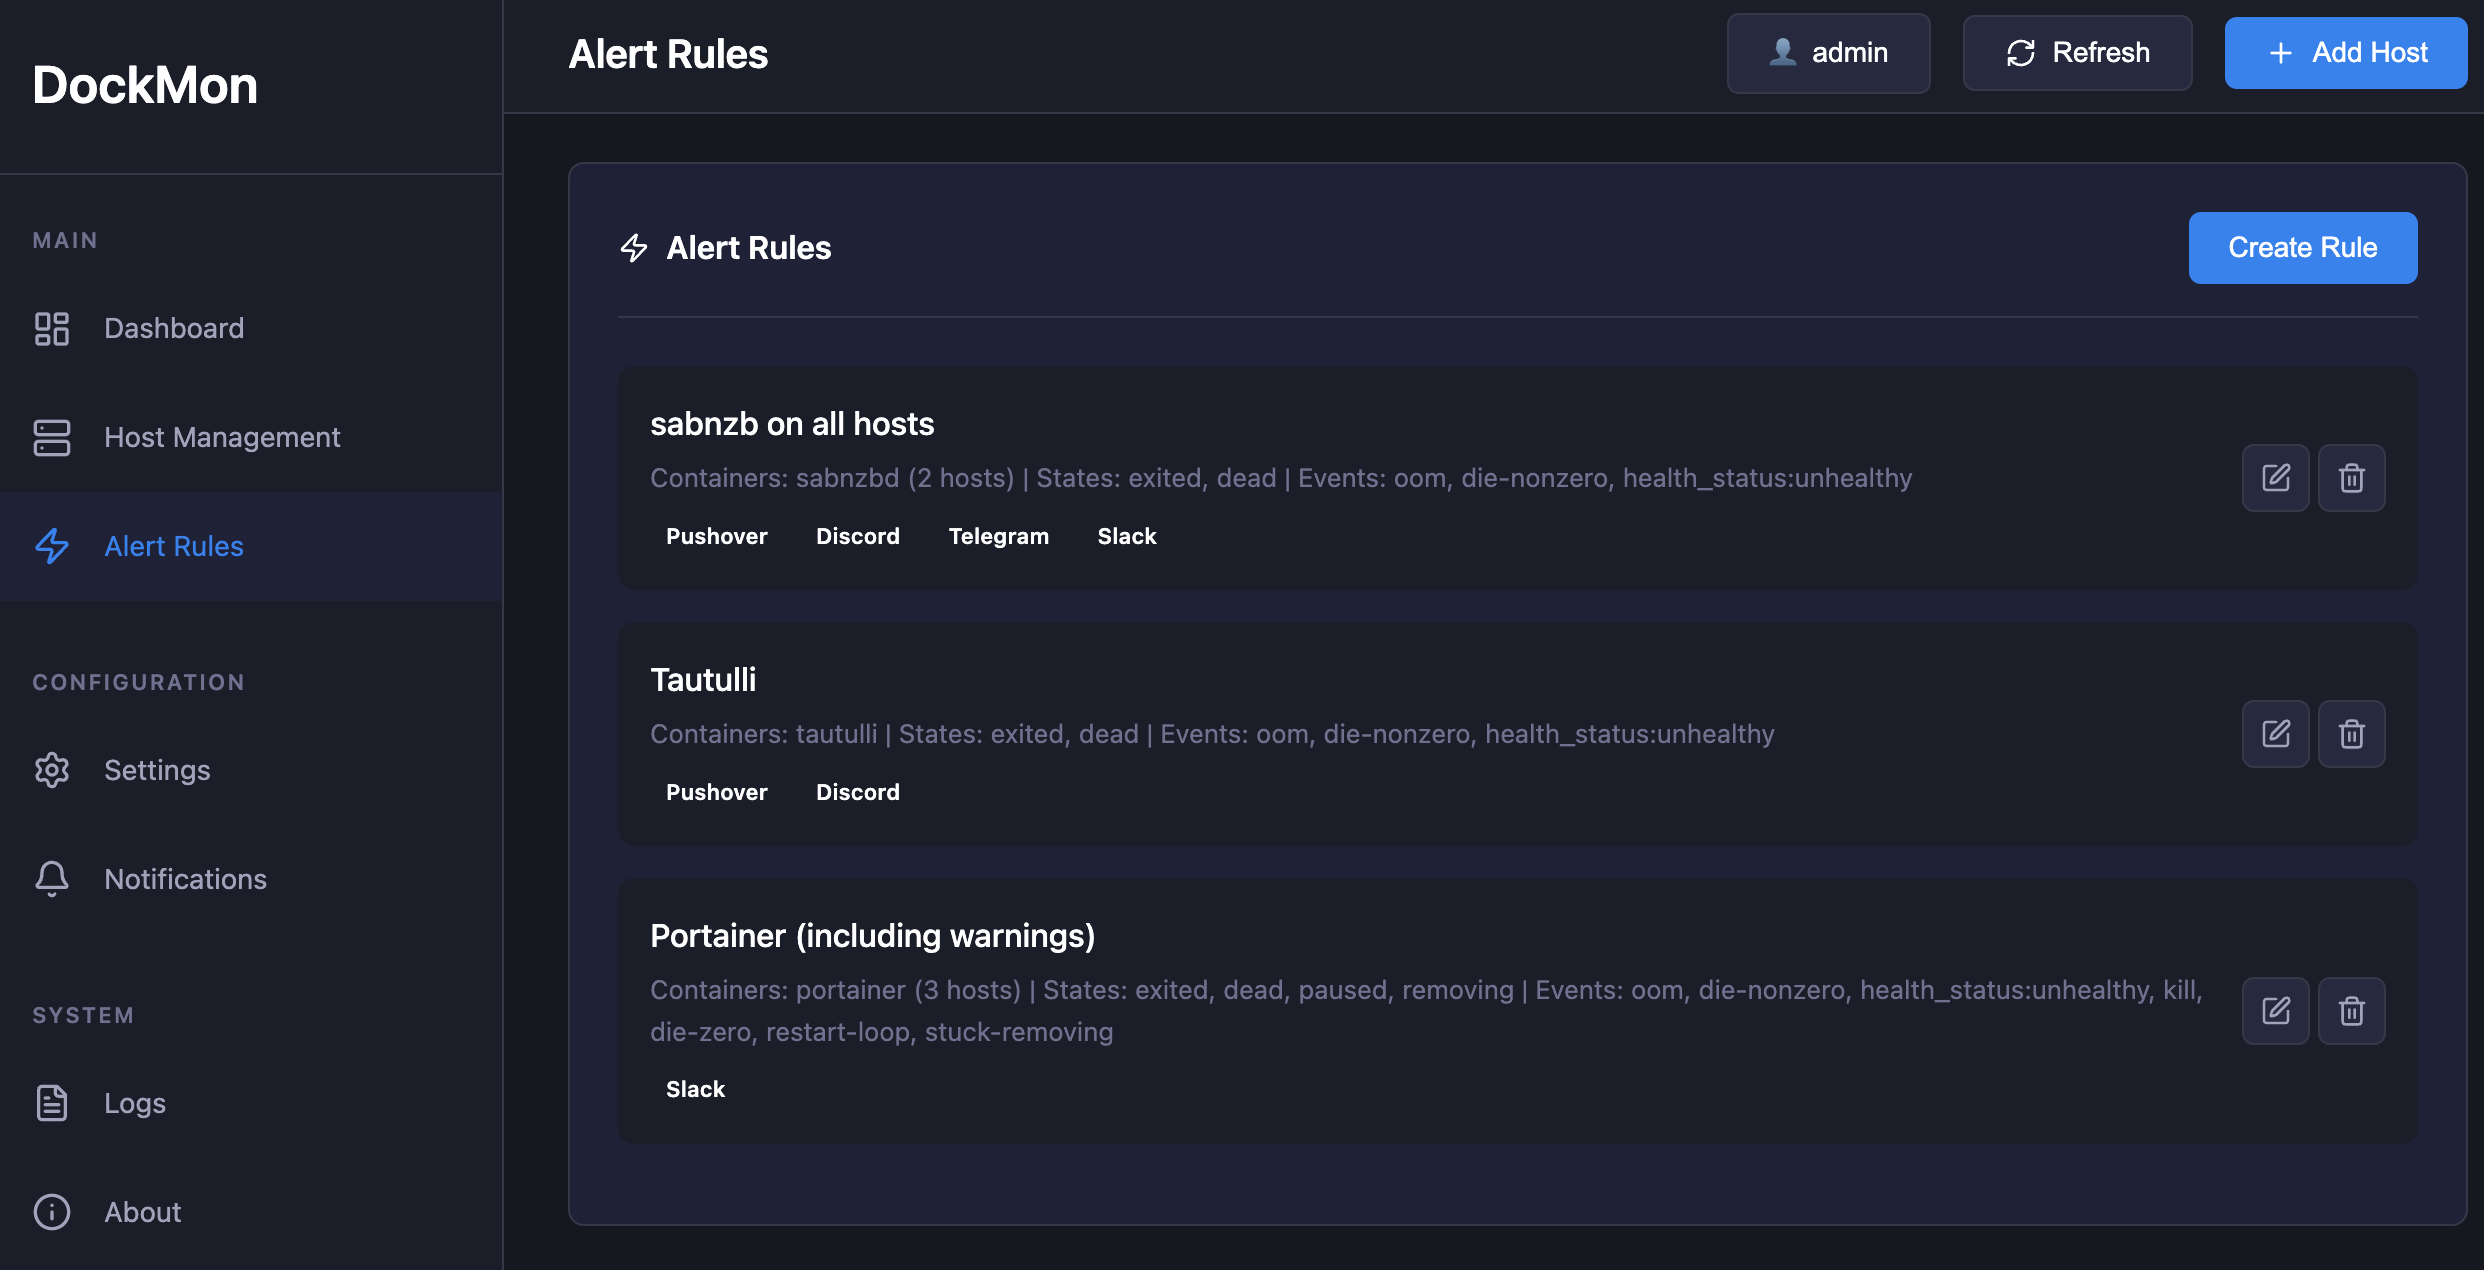 DockMon
MAIN
Dashboard
Host Management
Alert Rules
CONFIGURATION
Settings
Notifications
SYSTEM
Logs
About
Alert Rules
admin
Refresh
+ Add Host
Alert Rules
Create Rule
sabnzb on all hosts
Containers: sabnzbd (2 hosts) | States: exited, dead | Events: oom, die-nonzero, health_status:unhealthy
Pushover Discord Telegram Slack
Tautulli
Containers: tautulli | States: exited, dead | Events: oom, die-nonzero, health_status:unhealthy
Pushover Discord
Portainer (including warnings)
Containers: portainer (3 hosts) | States: exited, dead, paused, removing | Events: oom, die-nonzero, health_status:unhealthy, kill,
die-zero, restart-loop, stuck-removing
Slack